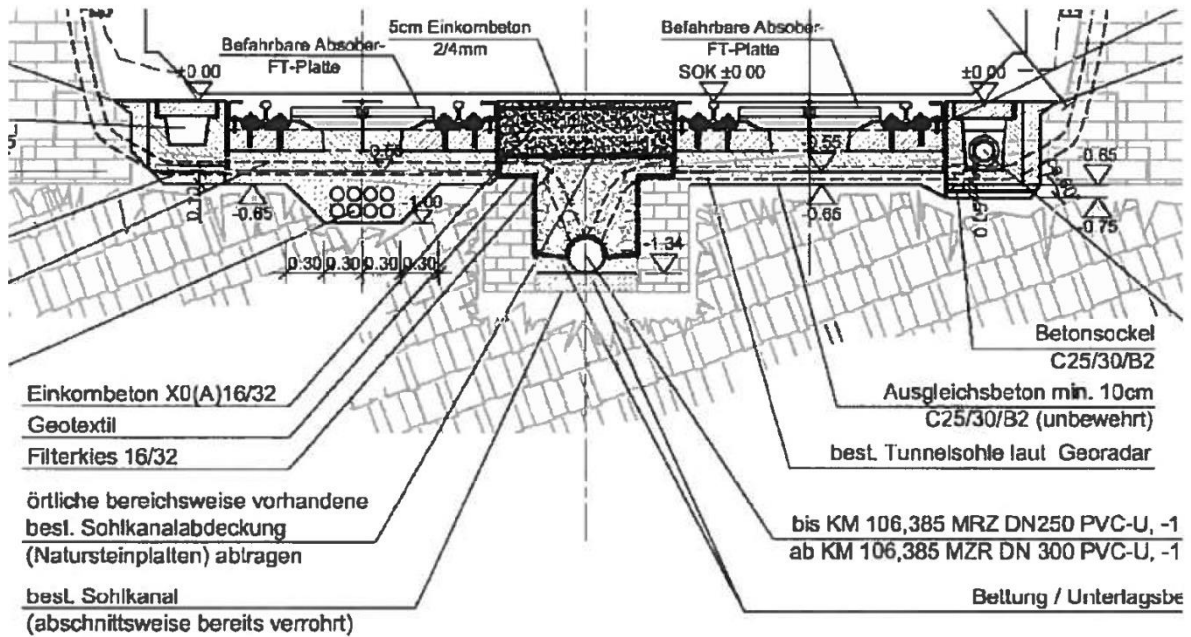 5cm Einkornbeton
2/4mm
Befahrbare Absober-
FT-Platte
Befahrbare Absober-
FT-Platte
±0 00
SOK ±0 00
±0 00
0.55
0.65
-0.65
1.00
-0.65
-0 75
-1.34
0.30
0.30
0.30
0.30
Einkornbeton X0(A)16/32
Geotextil
Filterkies 16/32
örtliche bereichsweise vorhandene
best. Sohlkanalabdeckung
(Natursteinplatten) abtragen
best. Sohlkanal
(abschnittsweise bereits verrohrt)
Betonsockel
C25/30/B2
Ausgleichsbeton min. 10cm
C25/30/B2 (unbewehrt)
best. Tunnelsohle laut Georadar
bis KM 106,385 MRZ DN250 PVC-U, -1
ab KM 106,385 MZR DN 300 PVC-U, -1
Bettung / Unterlagsbe